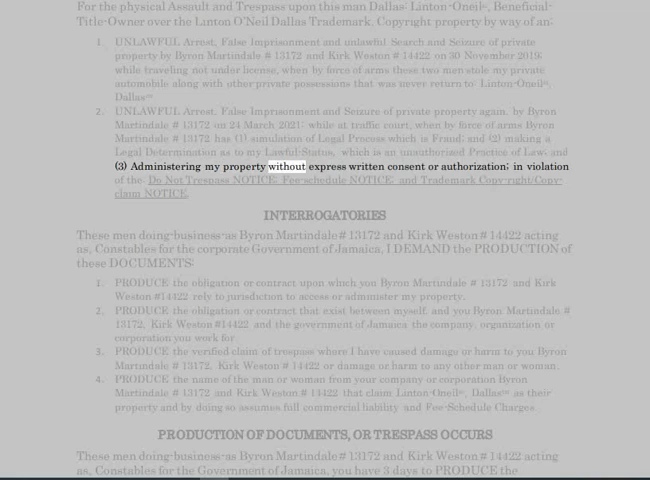 For the physical Assault and Trespass upon this man Dallas: Linton-Oneil©, Beneficial-
Title-Owner over the Linton O'Neil Dallas Trademark, Copyright property by way of an:
1. UNLAWFUL Arrest, False Imprisonment and unlawful Search and Seizure of private
property by Byron Martindale # 13172 and Kirk Weston # 14422 on 30 November 2019;
while traveling not under license, when by force of arms those two men stole my private
automobile along with other private possessions that was never return to: Linton-Oneil©,
Dallas™
2. UNLAWFUL Arrest, False Imprisonment and Seizure of private property again, by Byron
Martindale # 13172 on 24 March 2021; while at traffic court, when by force of arms Byron
Martindale # 13172 has (1) simulation of Legal Process which is Fraud; and (2) making a
Legal Determination as to my Lawful-Status, which is an unauthorised Practice of Law; and
(3) Administering my property without express written consent or authorization; in violation
of the: Do Not Trespass NOTICE; Fee-schedule NOTICE; and Trademark Copy-right/Copy-
claim NOTICE.
INTERROGATORIES
These men doing-business-as Byron Martindale # 13172 and Kirk Weston # 14422 acting
as, Constables for the corporate Government of Jamaica, I DEMAND the PRODUCTION of
these DOCUMENTS:
1. PRODUCE the obligation or contract upon which you Byron Martindale # 13172 and Kirk
Weston #14422 rely to jurisdiction to access or administer my property.
2. PRODUCE the obligation or contract that exist between myself, and you Byron Martindale #
13172, Kirk Weston #14422 and the government of Jamaica the company, organization or
corporation you work for.
3. PRODUCE the verified claim of trespass where I have caused damage or harm to you Byron
Martindale # 13172, Kirk Weston # 14422 or damage or harm to any other man or woman.
4. PRODUCE the name of the man or woman from your company or corporation Byron
Martindale # 13172 and Kirk Weston # 14422 that claim Linton-Oneil©, Dallas™ as their
property and by doing so assumes full commercial liability and Fee-Schedule Charges.
PRODUCTION OF DOCUMENTS, OR TRESPASS OCCURS
These men doing-business-as Byron Martindale # 13172 and Kirk Weston # 14422 acting
as, Constables for the Government of Jamaica, you have 3 days to PRODUCE the